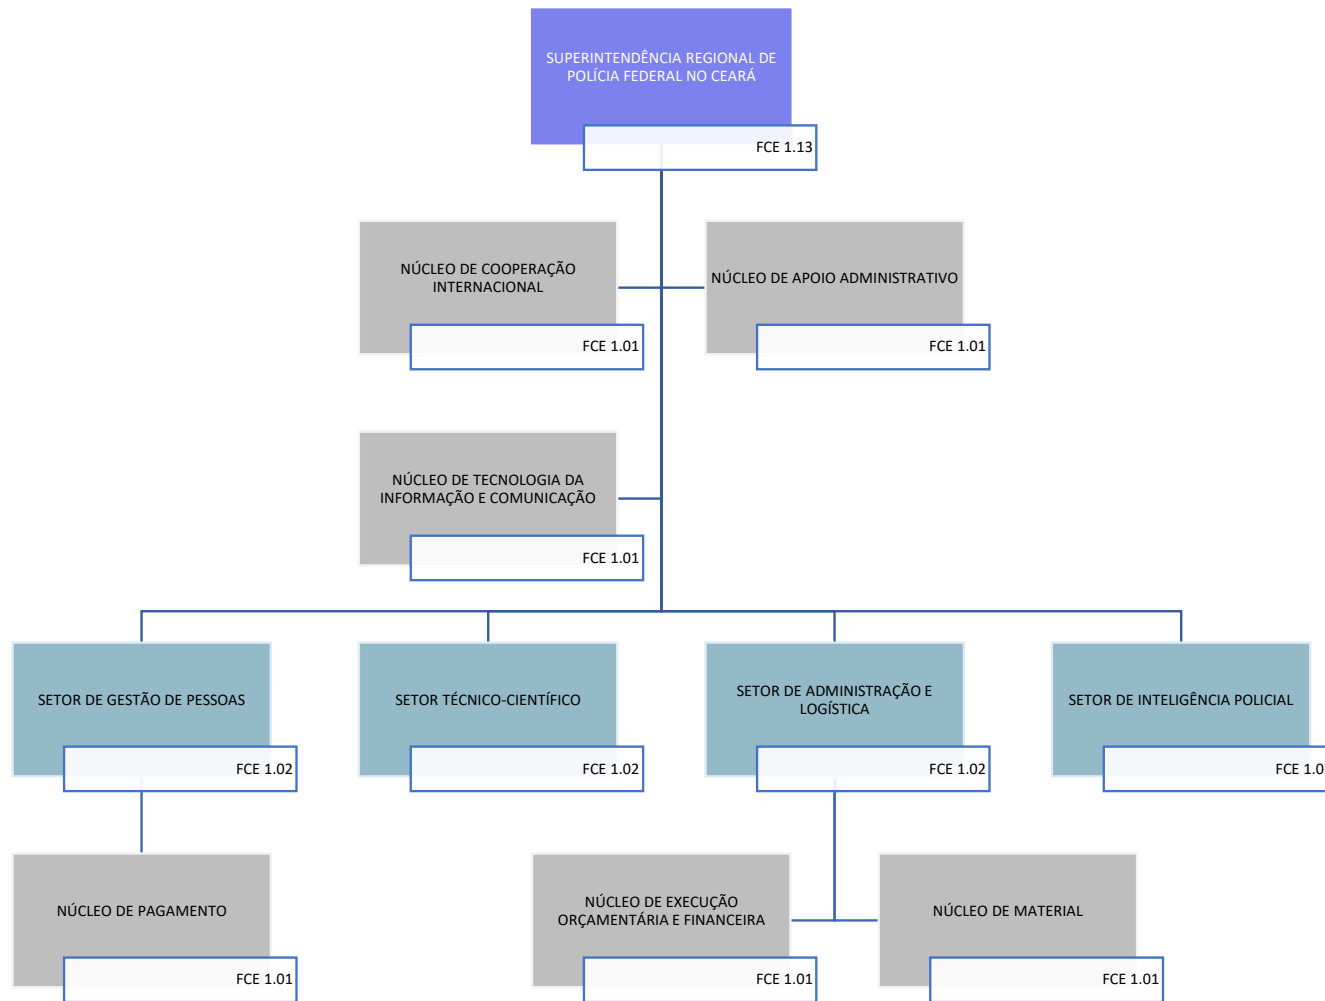 SUPERINTENDÊNCIA REGIONAL DE
POLÍCIA FEDERAL NO CEARÁ
FCE 1.13
NÚCLEO DE COOPERAÇÃO
INTERNACIONAL
FCE 1.01
NÚCLEO DE APOIO ADMINISTRATIVO
FCE 1.01
NÚCLEO DE TECNOLOGIA DA
INFORMAÇÃO E COMUNICAÇÃO
FCE 1.01
SETOR DE GESTÃO DE PESSOAS
FCE 1.02
SETOR TÉCNICO-CIENTÍFICO
FCE 1.02
SETOR DE ADMINISTRAÇÃO E
LOGÍSTICA
FCE 1.02
SETOR DE INTELIGÊNCIA POLICIAL
FCE
NÚCLEO DE PAGAMENTO
FCE 1.01
NÚCLEO DE EXECUÇÃO
ORÇAMENTÁRIA E FINANCEIRA
FCE 1.01
NÚCLEO DE MATERIAL
FCE 1.01